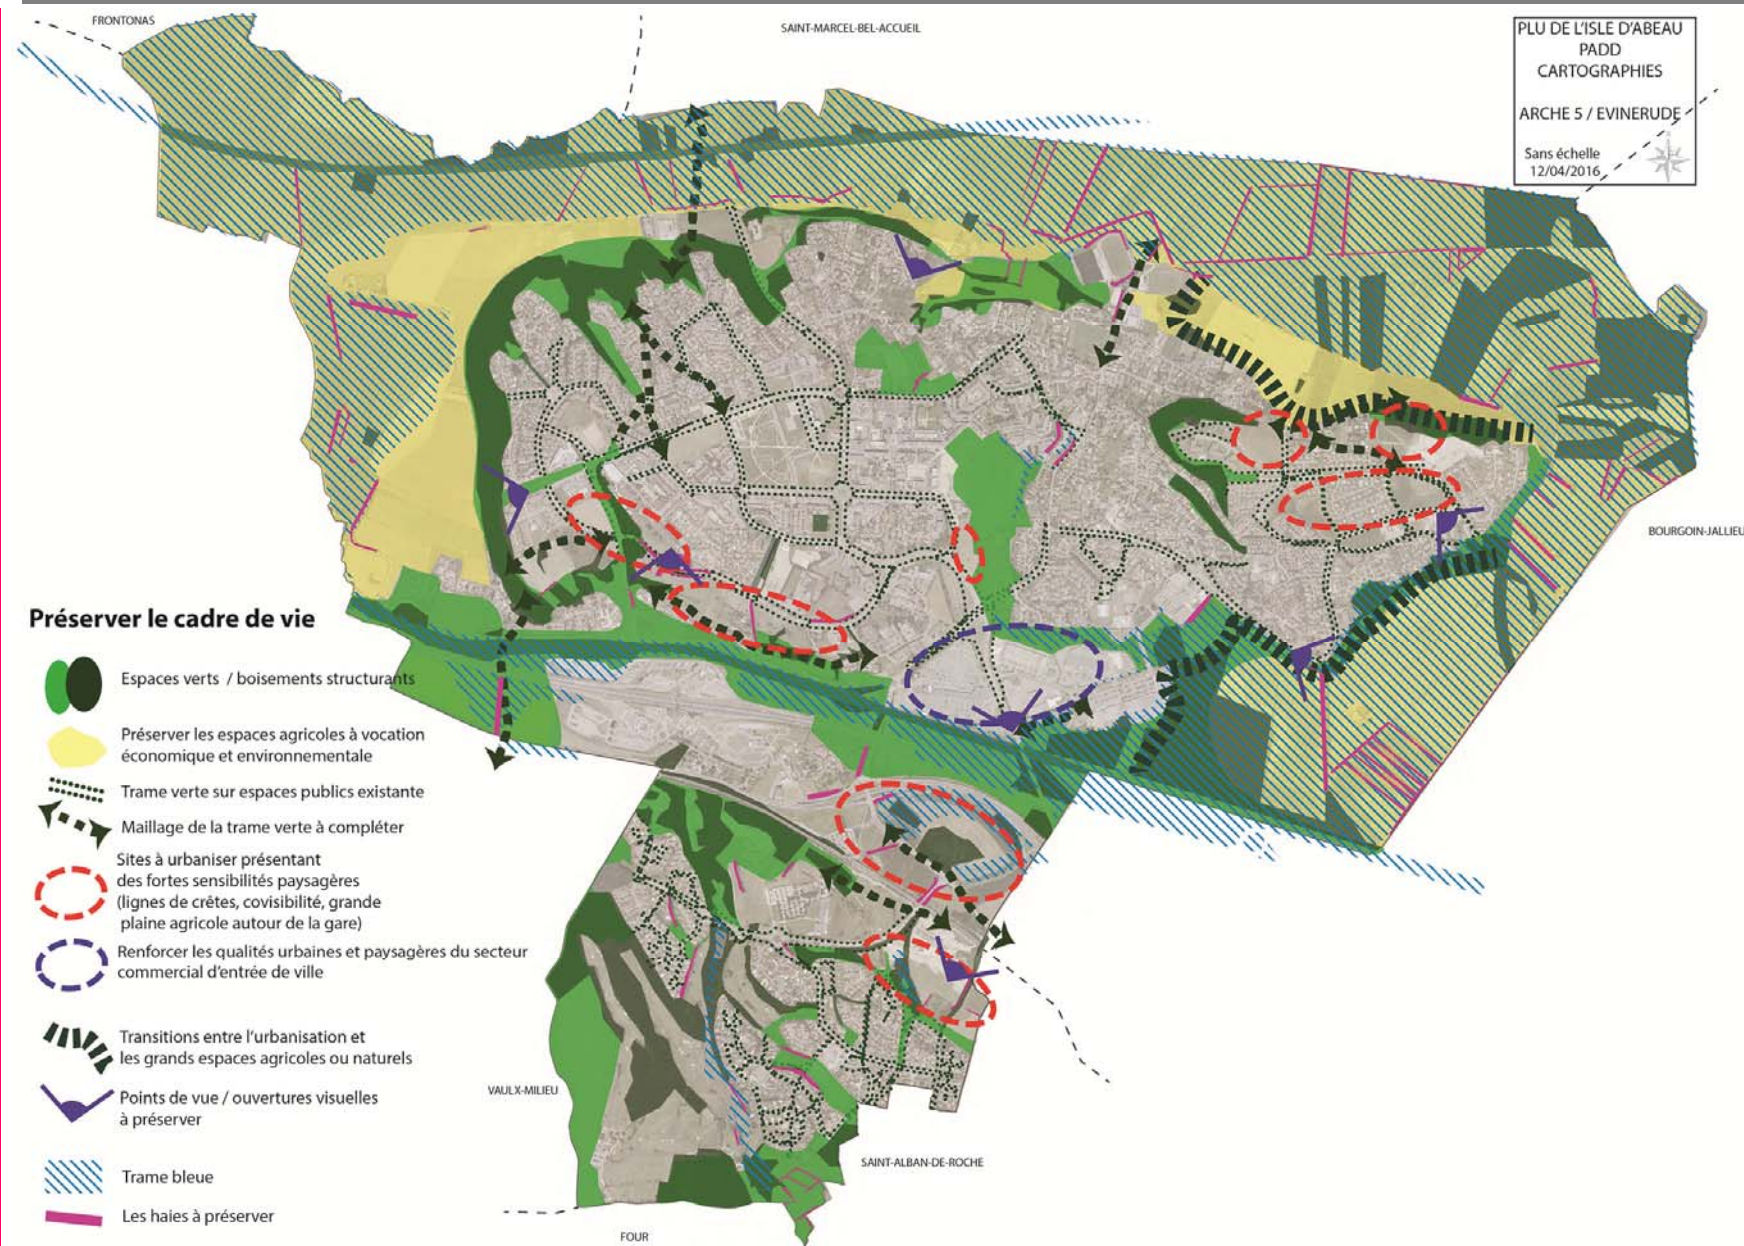 FRONTONAS
SAINT-MARCEL-BEL-ACCUEIL
PLU DE L'ISLE D'ABEAU
PADD
CARTOGRAPHIES
ARCHE 5 / EVINERUDE
Sans échelle
12/04/2016
BOURGOIN-JALLIEU
Préserver le cadre de vie
Espaces verts / boisements structurants
Préserver les espaces agricoles à vocation
économique et environnementale
Trame verte sur espaces publics existante
Maillage de la trame verte à compléter
Sites à urbaniser présentant
des fortes sensibilités paysagères
(lignes de crêtes, covisibilité, grande
plaine agricole autour de la gare)
Renforcer les qualités urbaines et paysagères du secteur
commercial d'entrée de ville
Transitions entre l'urbanisation et
les grands espaces agricoles ou naturels
Points de vue / ouvertures visuelles
à préserver
Trame bleue
Les haies à préserver
VAULX-MILIEU
SAINT-ALBAN-DE-ROCHE
FOUR